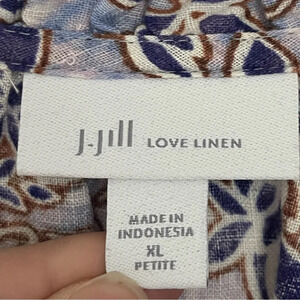 J.Jill LOVE LINEN
MADE IN
INDONESIA
XL
PETITE